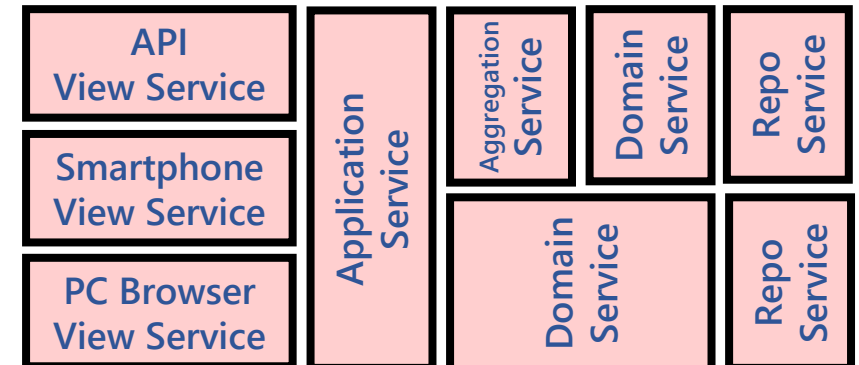 API
View Service
Smartphone
View Service
PC Browser
View Service
Application
Service
Aggregation
Service
Domain
Service
Repo
Service
Domain
Service
Repo
Service